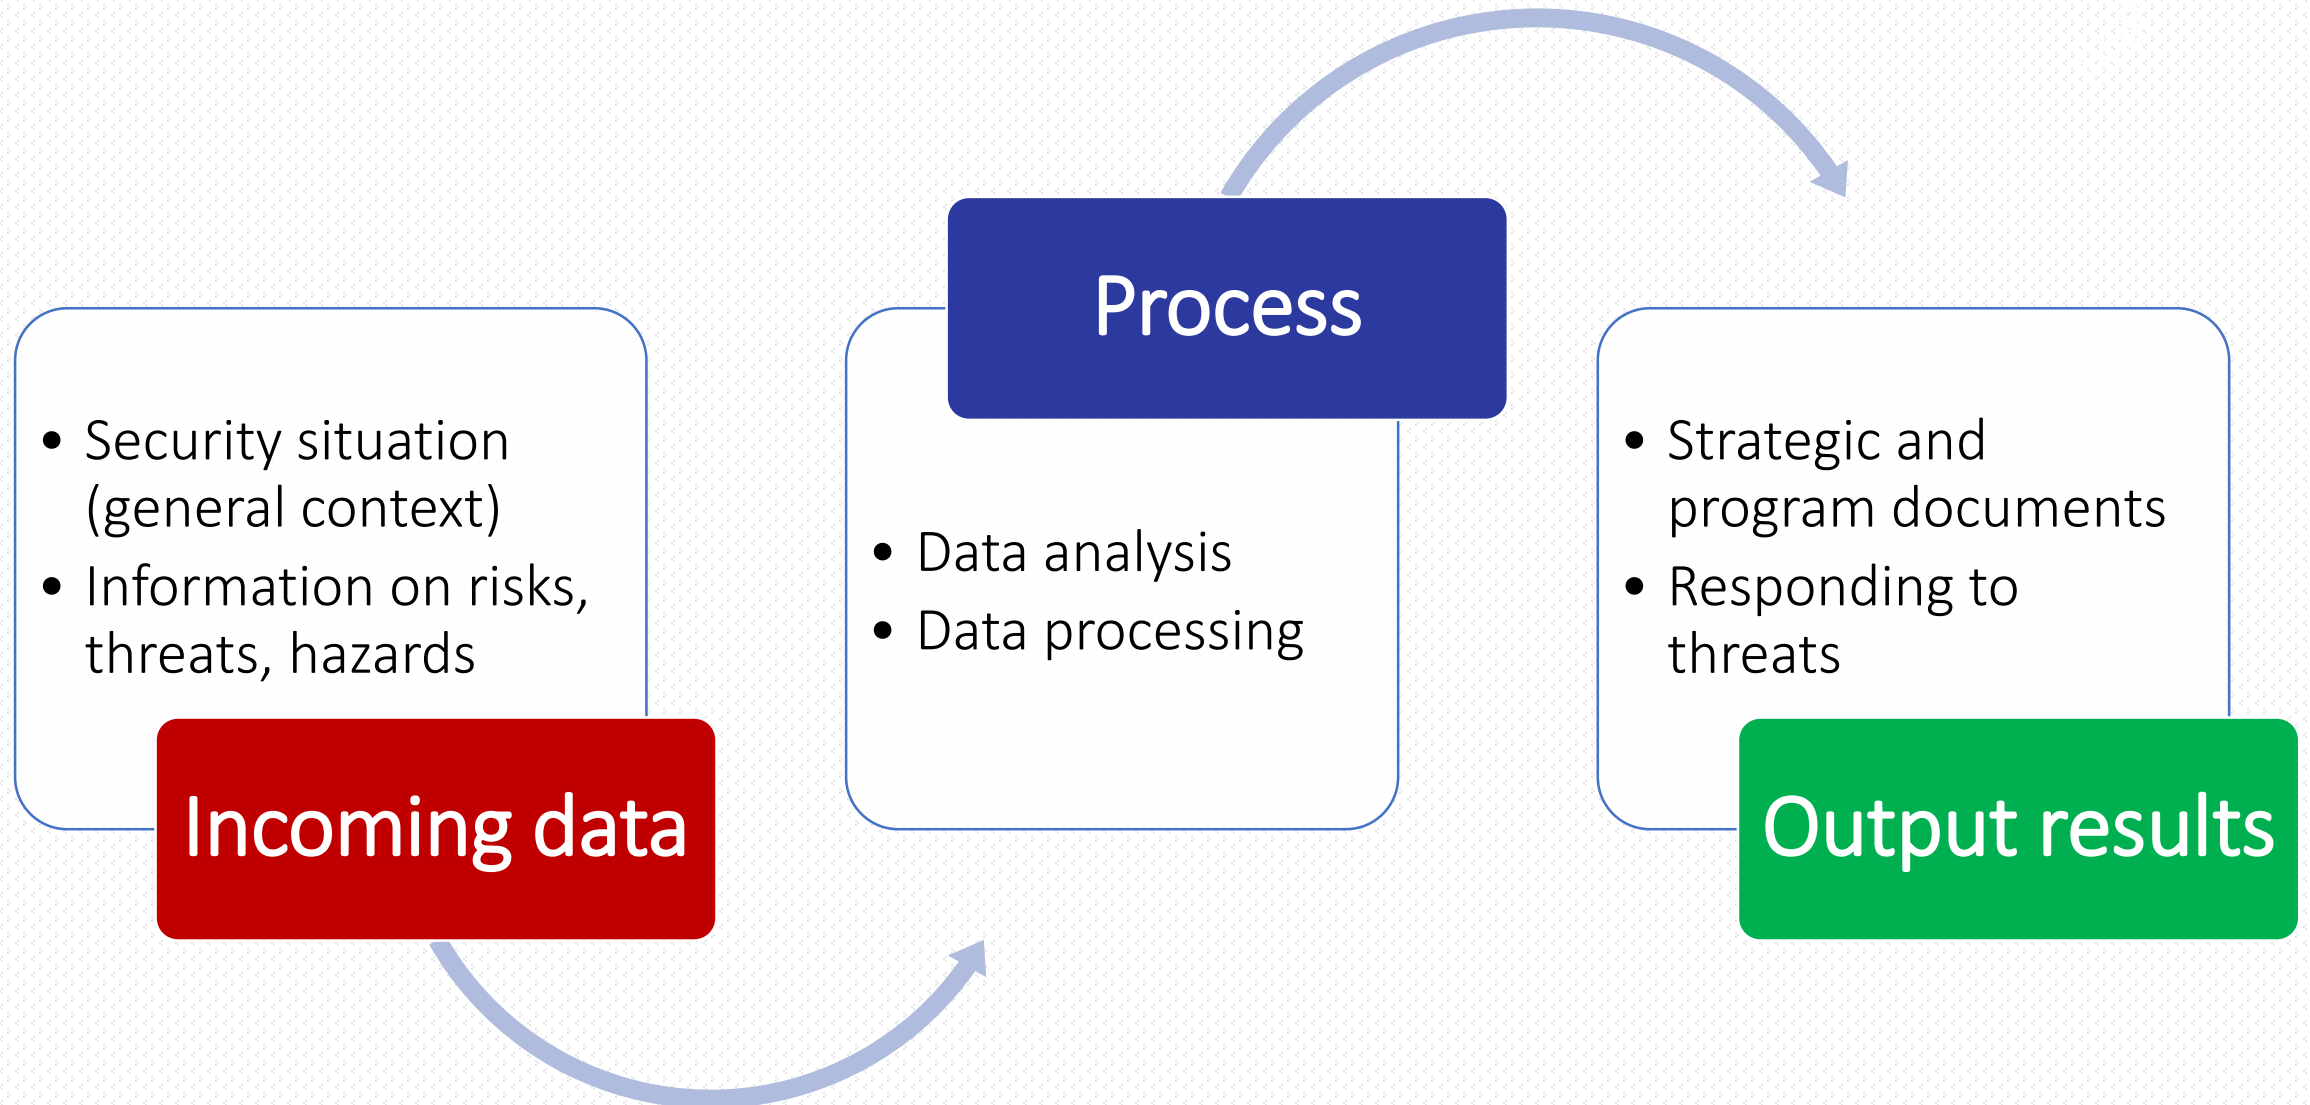 • Security situation
(general context)
• Information on risks,
threats, hazards
Incoming data
Process
• Data analysis
• Data processing
• Strategic and
program documents
• Responding to
threats
Output results